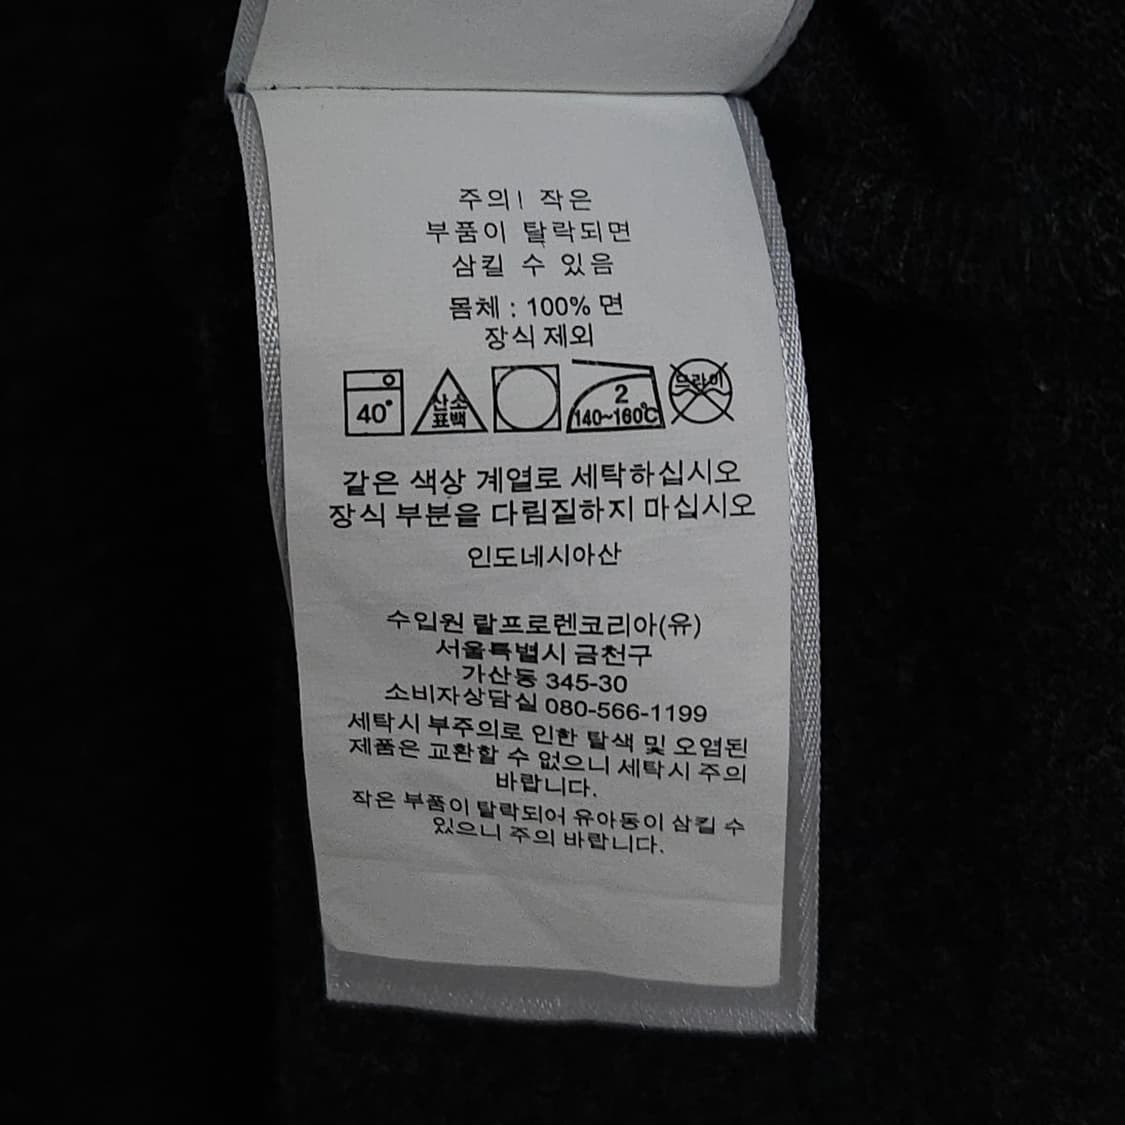 주의! 작은
부품이 탈락되면
삼킬 수 있음
몸체 : 100% 면
장식 제외
40°
산소
표백
2
140~160℃
드라이
같은 색상 계열로 세탁하십시오
장식 부분을 다림질하지 마십시오
인도네시아산
수입원 랄프로렌코리아(유)
서울특별시 금천구
가산동 345-30
소비자상담실 080-566-1199
세탁시 부주의로 인한 탈색 및 오염된
제품은 교환할 수 없으니 세탁시 주의
바랍니다.
작은 부품이 탈락되어 유아동이 삼킬 수
있으니 주의 바랍니다.